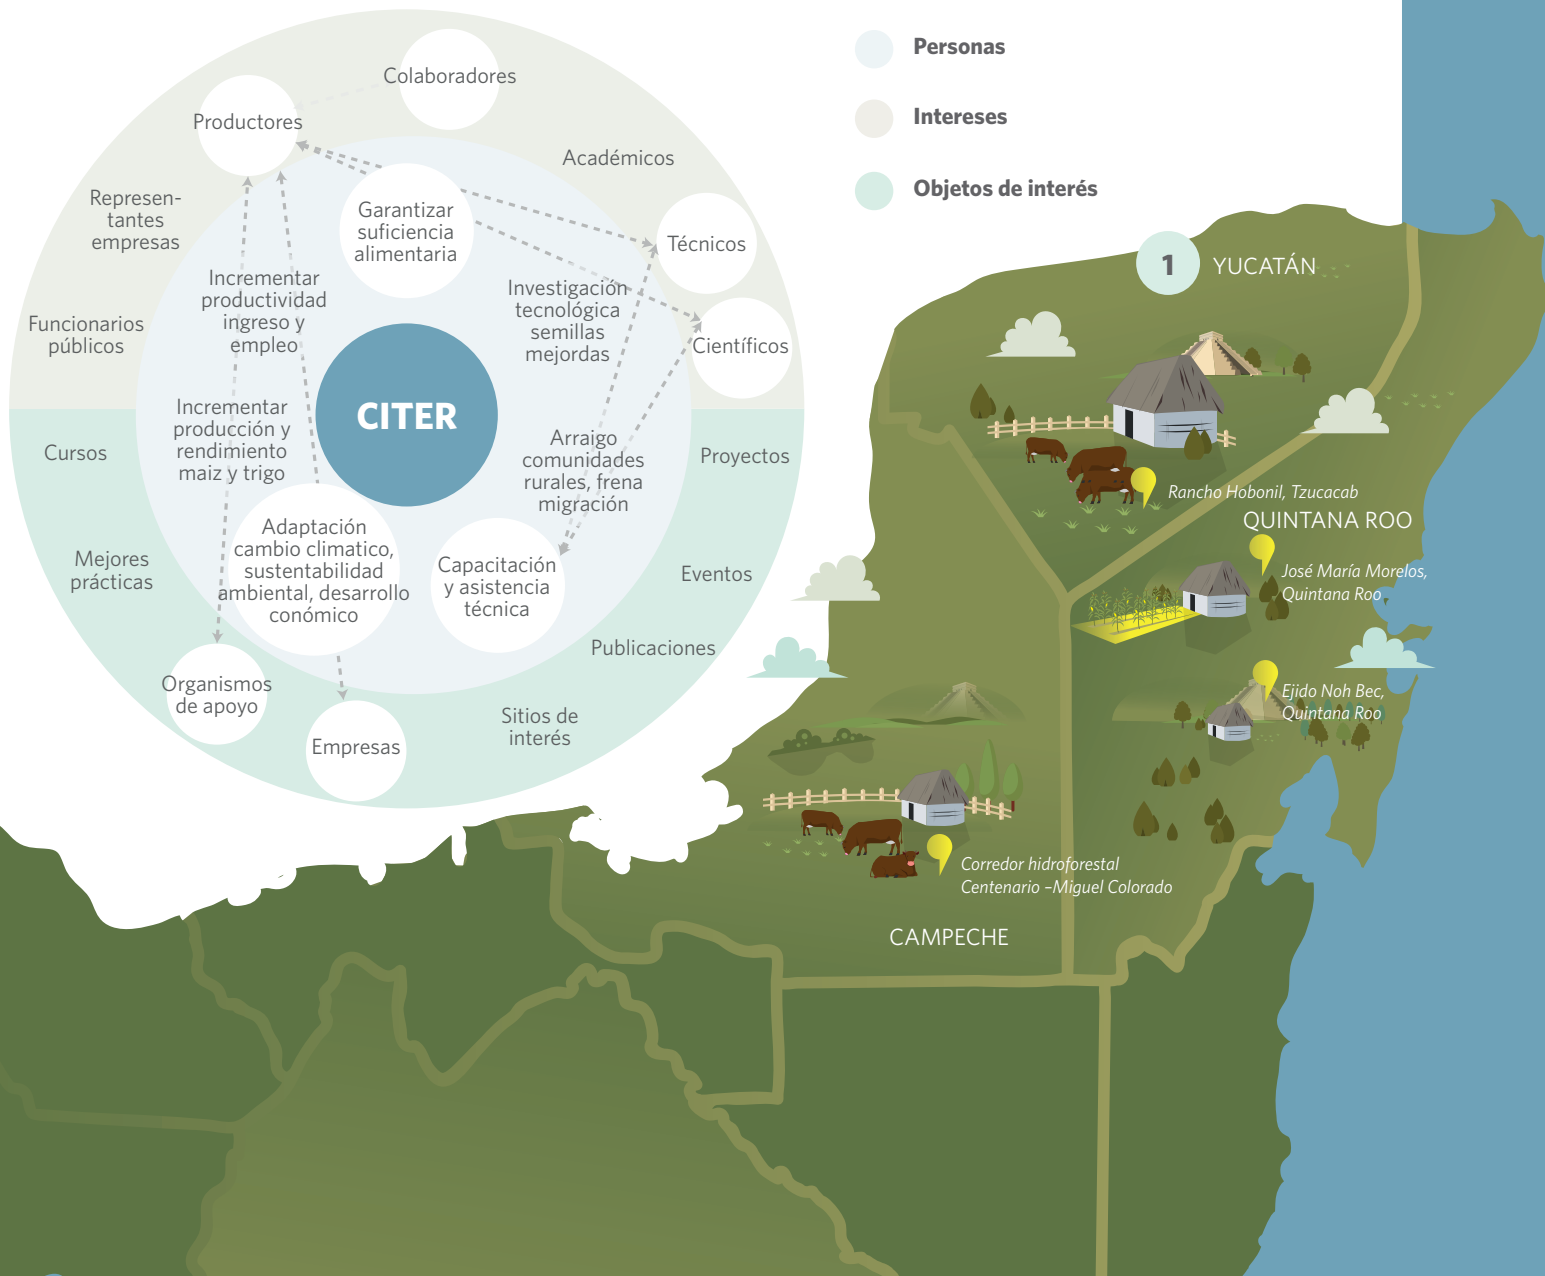 Colaboradores
Productores
Académicos
Represen-
tantes
empresas
Técnicos
Funcionarios
públicos
Científicos
Garantizar
suficiencia
alimentaria
Incrementar
productividad
ingreso y
empleo
Investigación
tecnológica
semillas
mejordas
CITER
Incrementar
producción y
rendimiento
maiz y trigo
Arraigo
comunidades
rurales, frena
migración
Adaptación
cambio climatico,
sustentabilidad
ambiental, desarrollo
conómico
Capacitación
y asistencia
técnica
Cursos
Proyectos
Mejores
prácticas
Eventos
Publicaciones
Organismos
de apoyo
Sitios de
interés
Empresas
Personas
Intereses
Objetos de interés
1
YUCATÁN
Rancho Hobonil, Tzucacab
QUINTANA ROO
José María Morelos,
Quintana Roo
Ejido Noh Bec,
Quintana Roo
Corredor hidroforestal
Centenario –Miguel Colorado
CAMPECHE